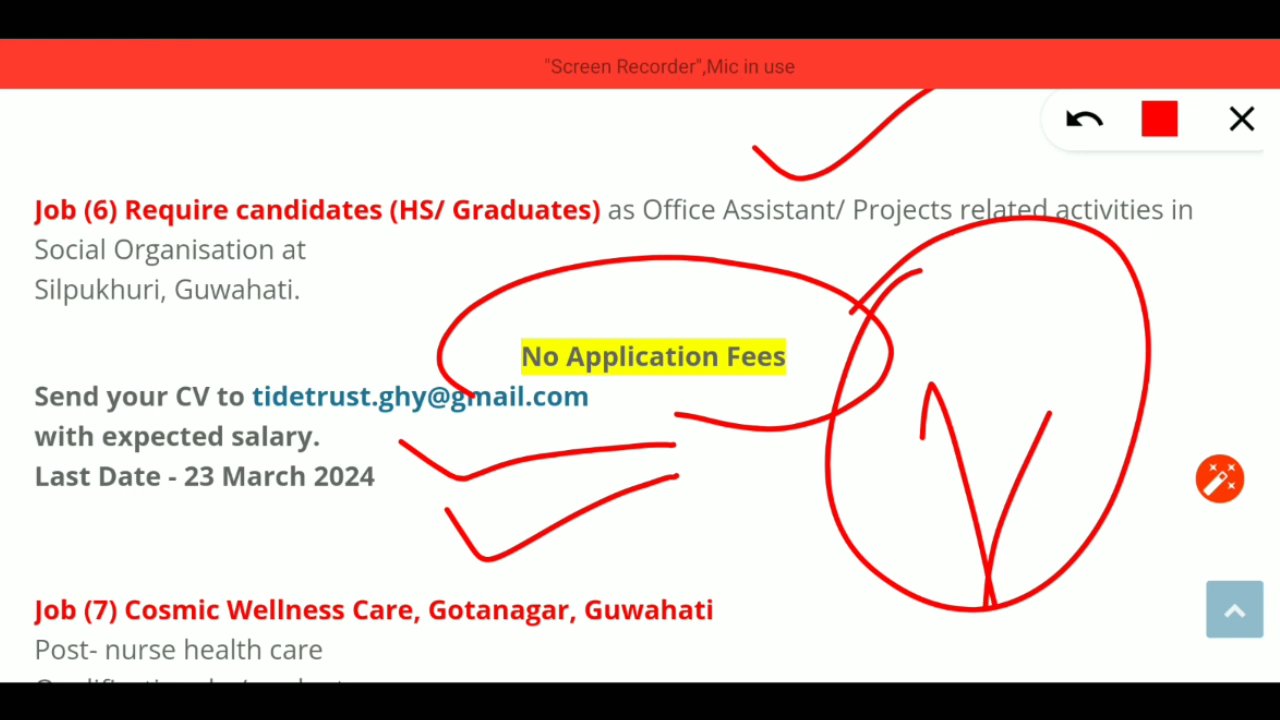 "Screen Recorder",Mic in use
Job (6) Require candidates (HS/ Graduates) as Office Assistant/ Projects related activities in
Social Organisation at
Silpukhuri, Guwahati.
No Application Fees
Send your CV to tidetrust.ghy@gmail.com
with expected salary.
Last Date - 23 March 2024
Job (7) Cosmic Wellness Care, Gotanagar, Guwahati
Post- nurse health care